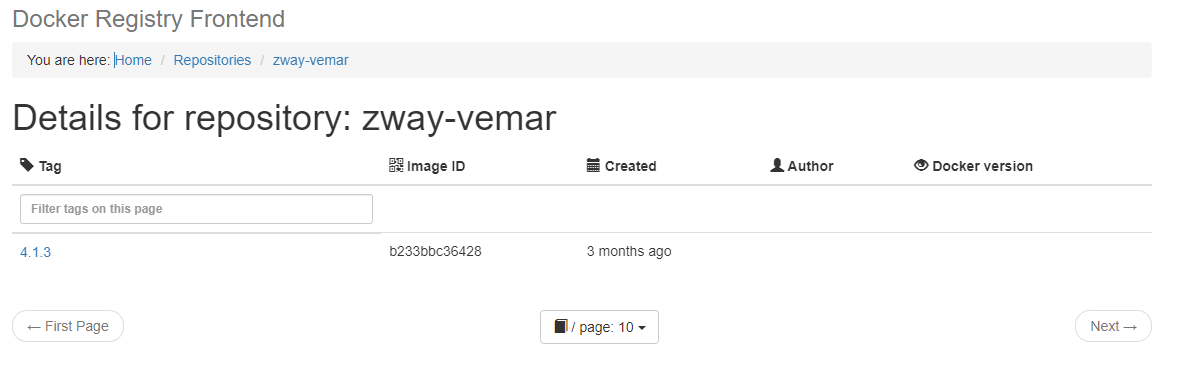 Docker Registry Frontend
You are here: Home / Repositories / zway-vemar
Details for repository: zway-vemar
Tag Image ID Created Author Docker version
Filter tags on this page
4.1.3 b233bbc36428 3 months ago
← First Page / page: 10 Next →